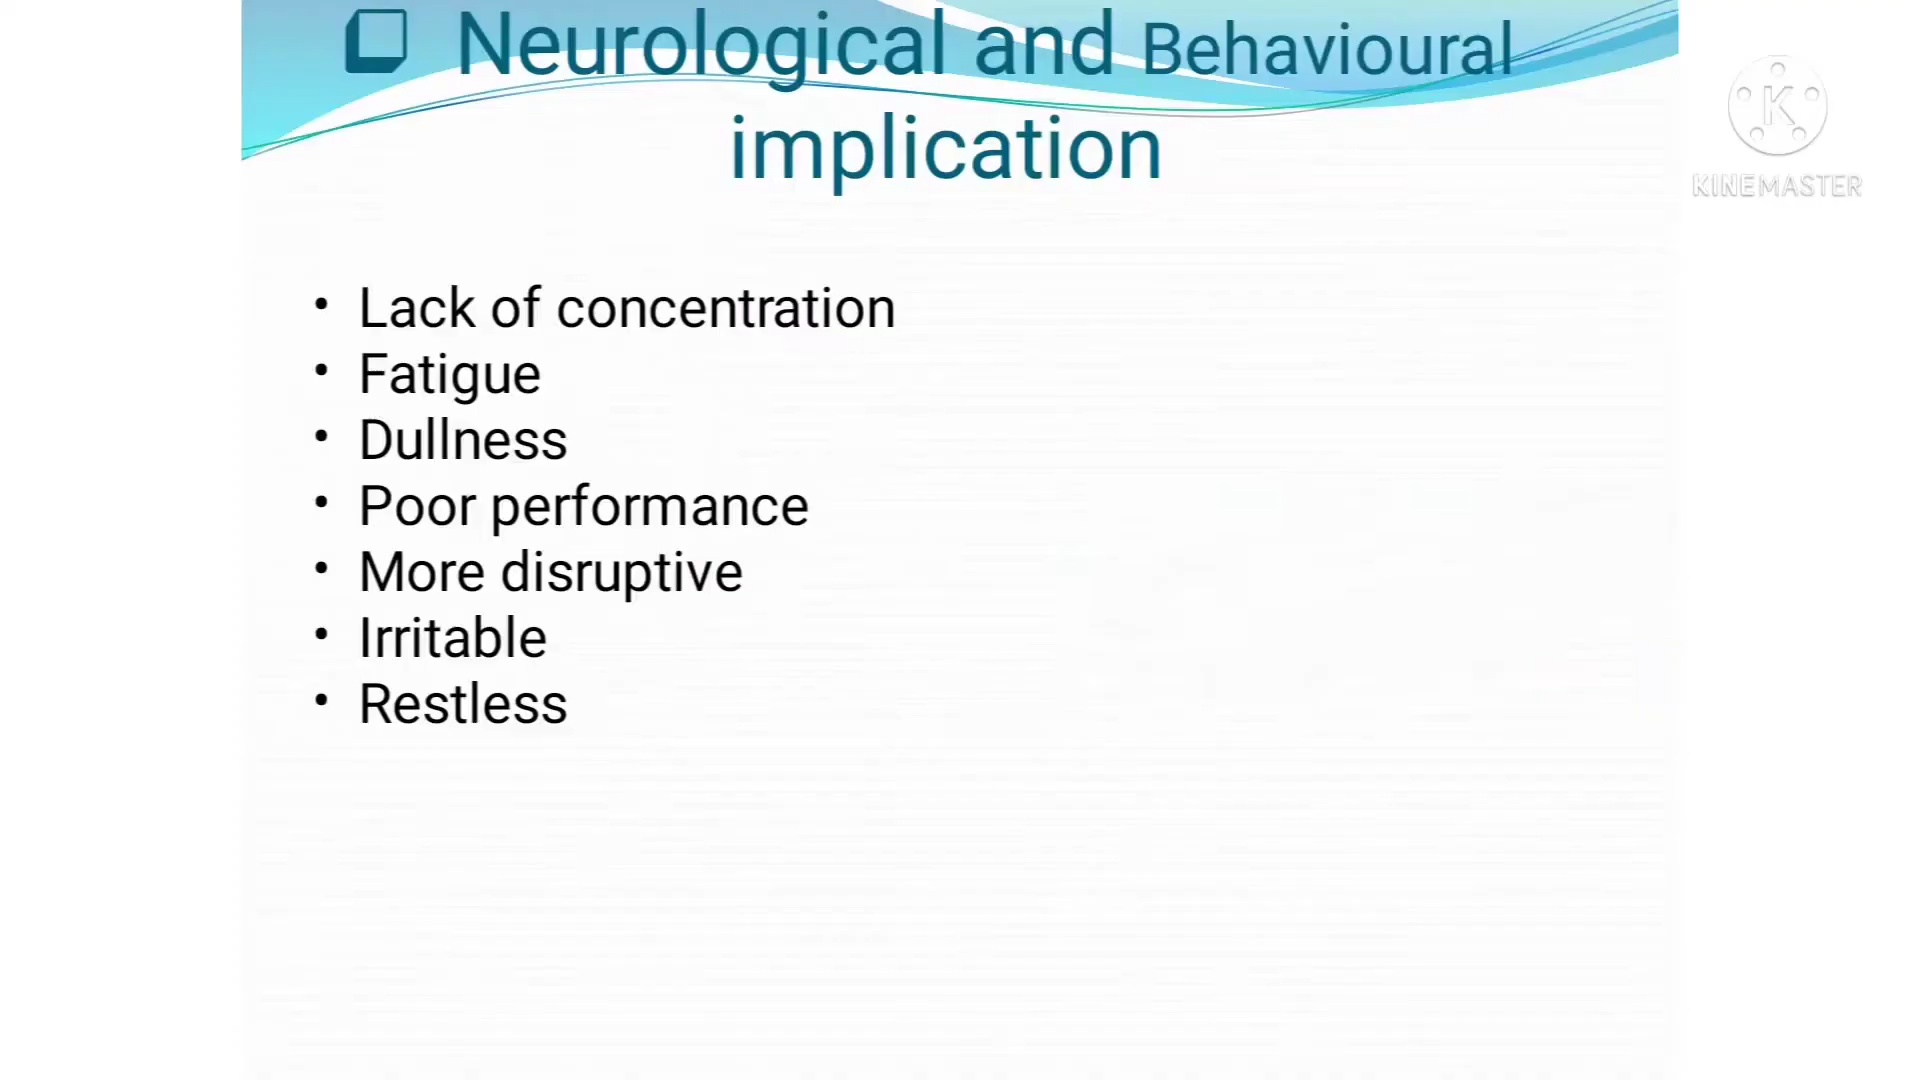 ❑ Neurological and Behavioural
implication
K
KINEMASTER
• Lack of concentration
• Fatigue
• Dullness
• Poor performance
• More disruptive
• Irritable
• Restless